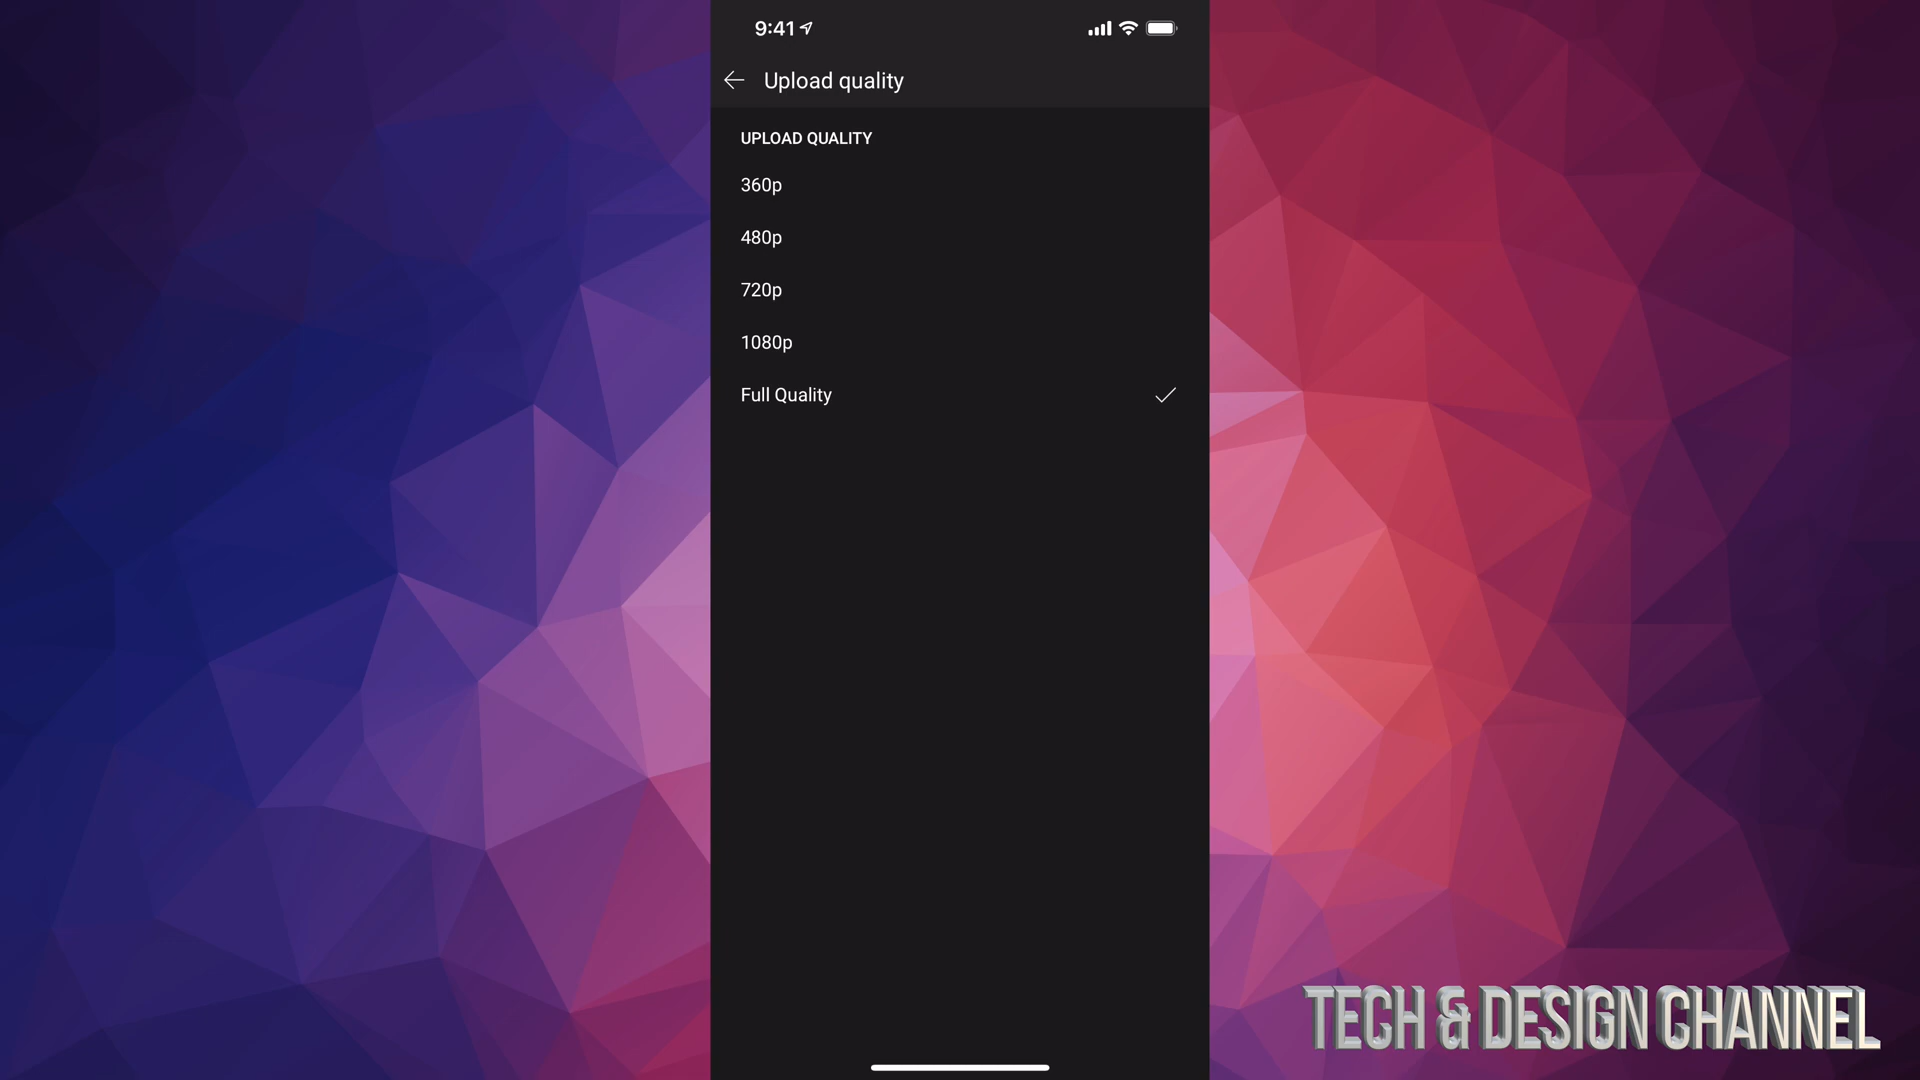 9:41
Upload quality
UPLOAD QUALITY
360p
480p
720p
1080p
Full Quality
TECH & DESIGN CHANNEL